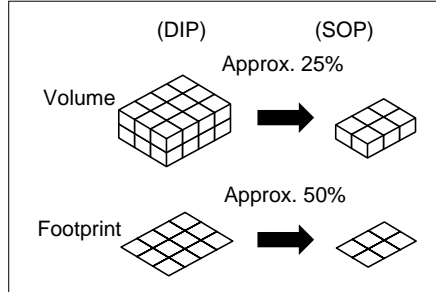 (DIP) (SOP)
Approx. 25%
Volume
Approx. 50%
Footprint